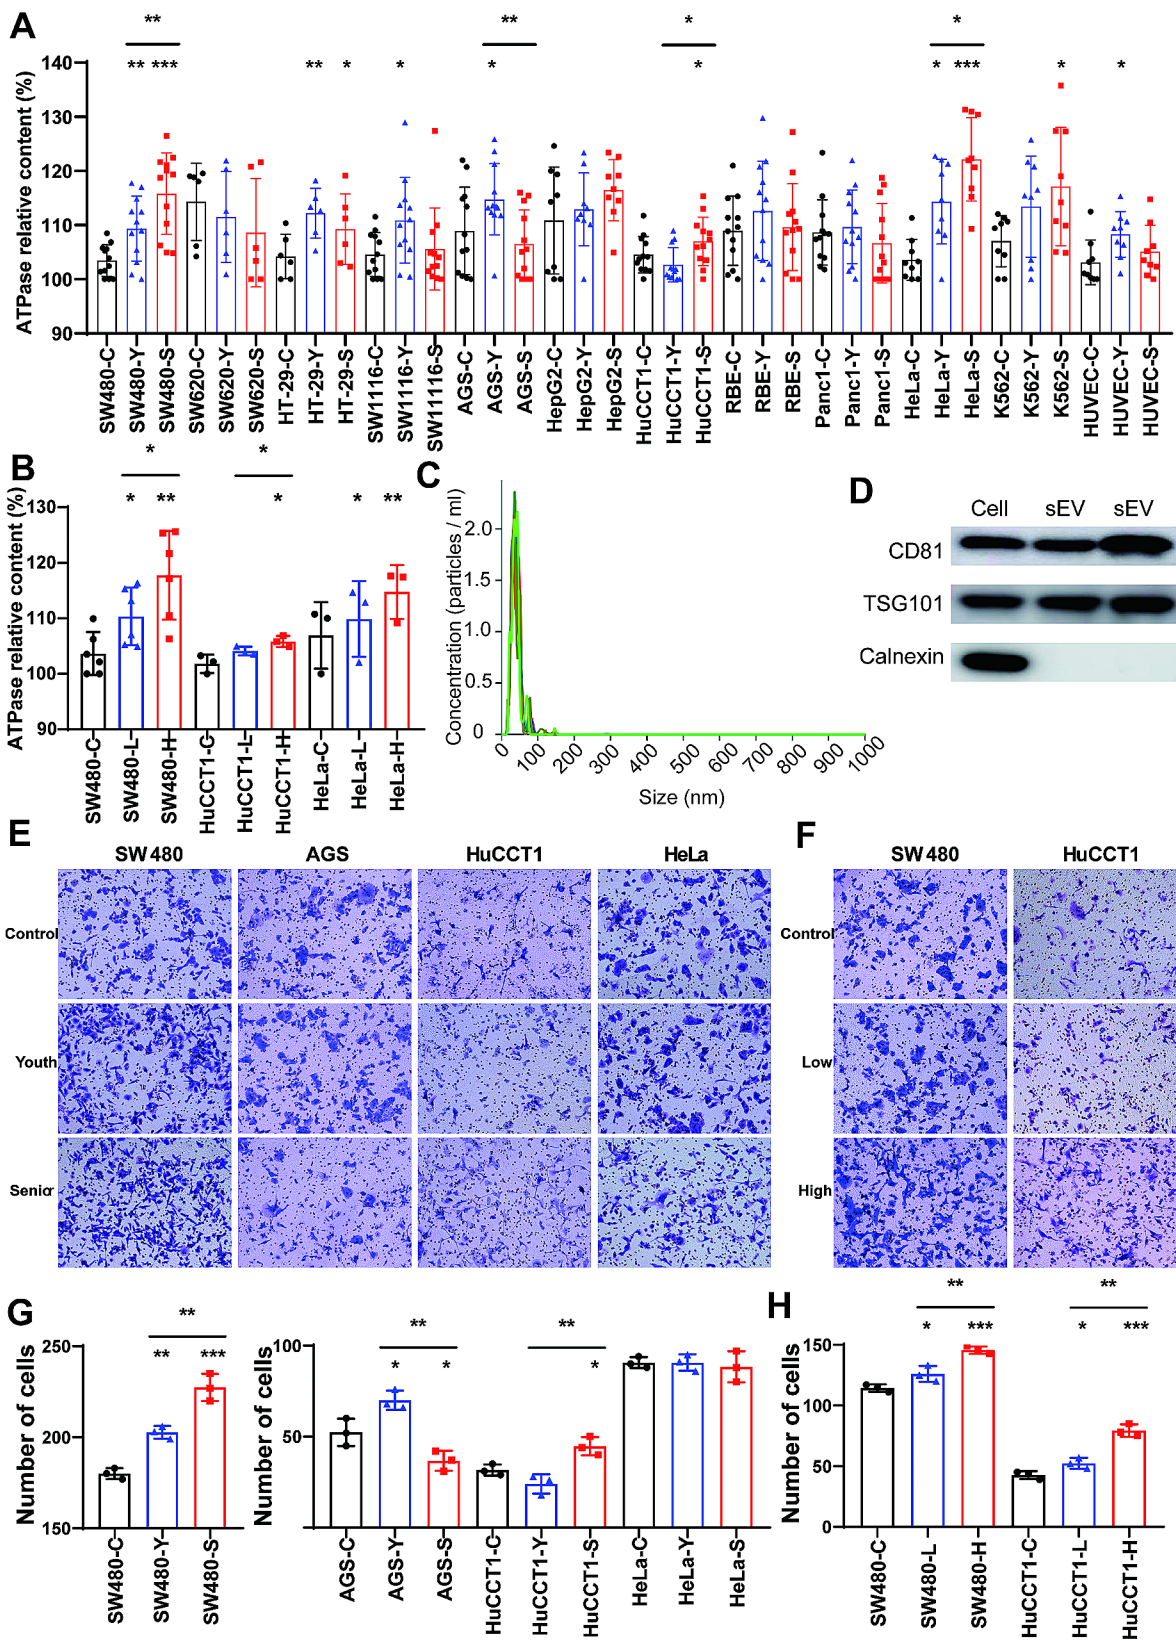 A
** ** * *
** *** ** * * * * * *** * *
ATPase relative content (%)
140
130
120
110
100
90
SW480-C SW480-Y SW480-S SW620-C SW620-Y SW620-S HT-29-C HT-29-Y HT-29-S SW1116-C SW1116-Y SW1116-S AGS-C AGS-Y AGS-S HepG2-C HepG2-Y HepG2-S HuCCT1-C HuCCT1-Y HuCCT1-S RBE-C RBE-Y RBE-S Panc1-C Panc1-Y Panc1-S HeLa-C HeLa-Y HeLa-S K562-C K562-Y K562-S HUVEC-C HUVEC-Y HUVEC-S
B
* *
* ** * * **
ATPase relative content (%)
130
120
110
100
90
SW480-C SW480-L SW480-H HuCCT1-C HuCCT1-L HuCCT1-H HeLa-C HeLa-L HeLa-H
C
Concentration (particles / ml)
2.0
1.5
1.0
0.5
0
0 100 200 300 400 500 600 700 800 900 1000
Size (nm)
D
Cell sEV sEV
CD81
TSG101
Calnexin
E
SW480 AGS HuCCT1 HeLa
Control
Youth
Senior
F
SW480 HuCCT1
Control
Low
High
G
**
** ***
Number of cells
250
200
150
SW480-C SW480-Y SW480-S
** **
* * *
Number of cells
100
50
AGS-C AGS-Y AGS-S HuCCT1-C HuCCT1-Y HuCCT1-S HeLa-C HeLa-Y HeLa-S
H
** **
* *** * ***
Number of cells
150
100
50
0
SW480-C SW480-L SW480-H HuCCT1-C HuCCT1-L HuCCT1-H